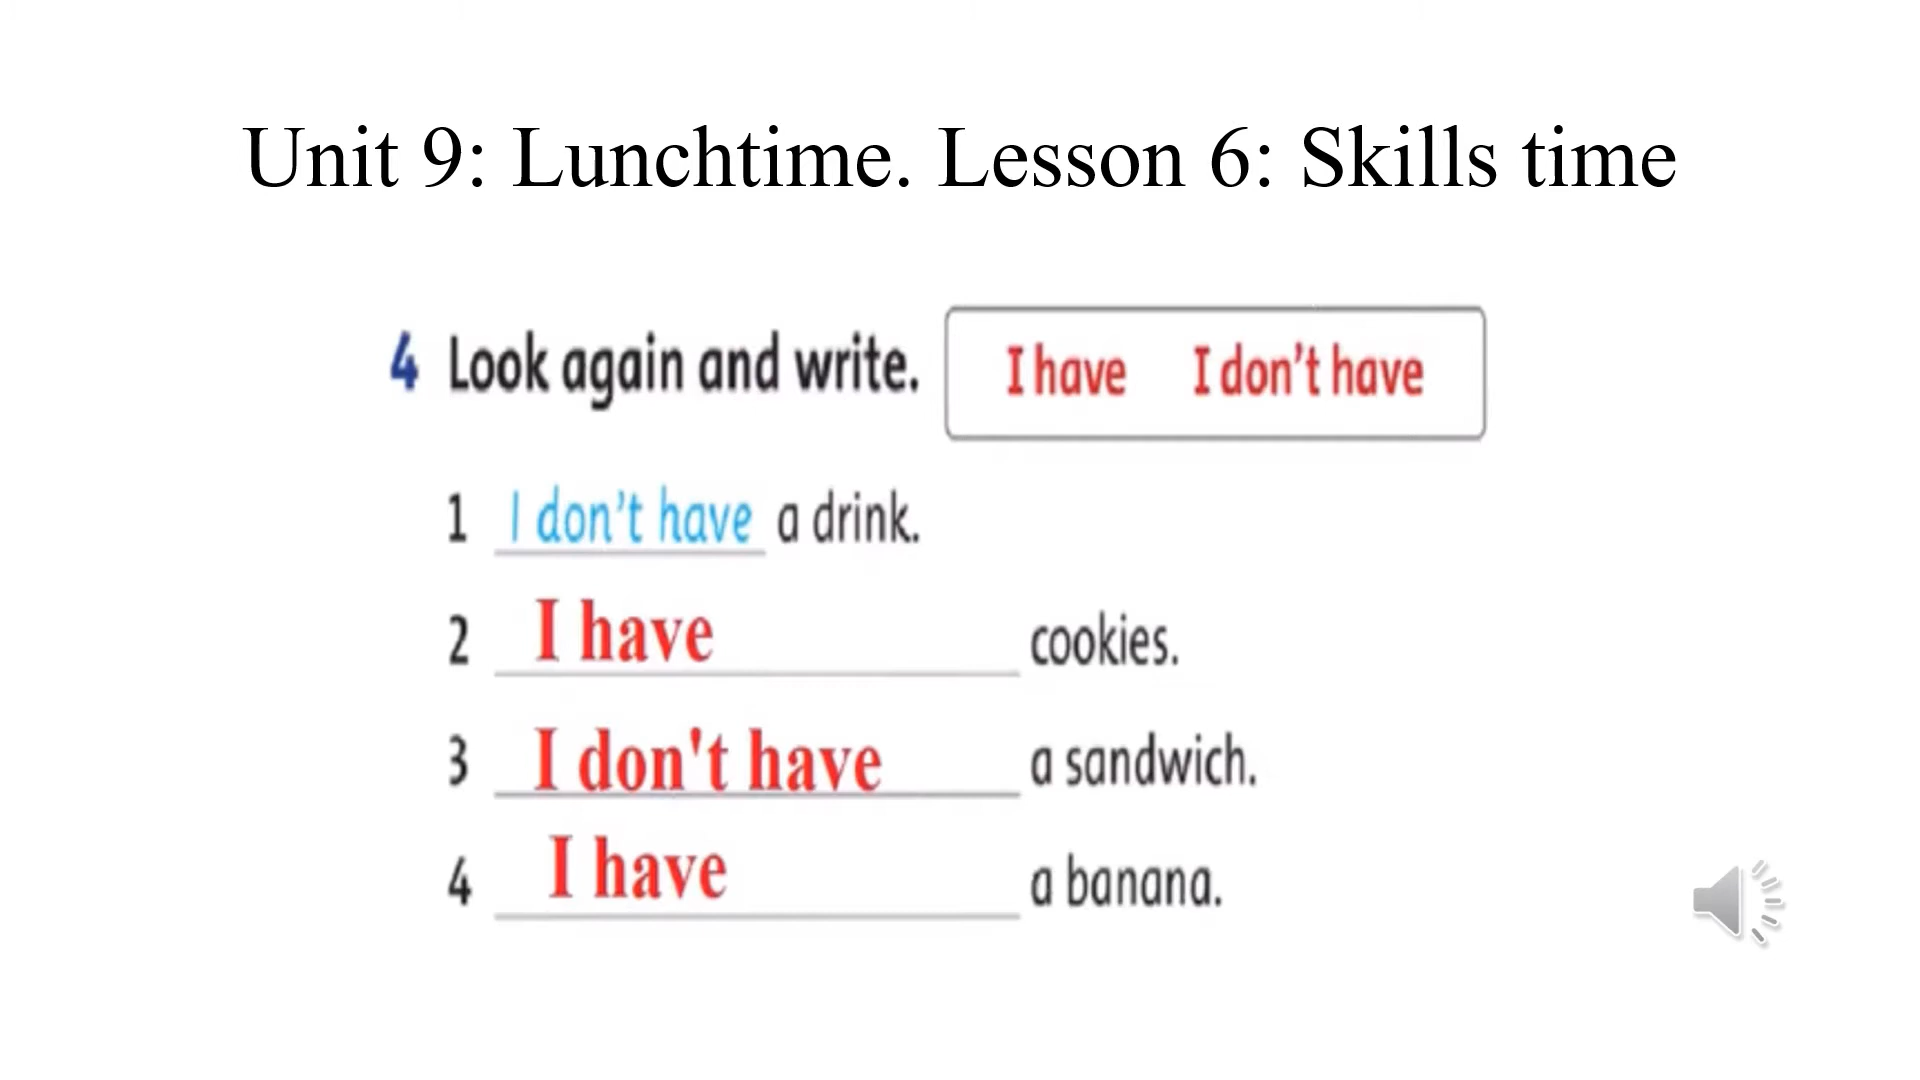 Unit 9: Lunchtime. Lesson 6: Skills time
4 Look again and write. I have I don't have
1 I don't have a drink.
2 I have cookies.
3 I don't have a sandwich.
4 I have a banana.